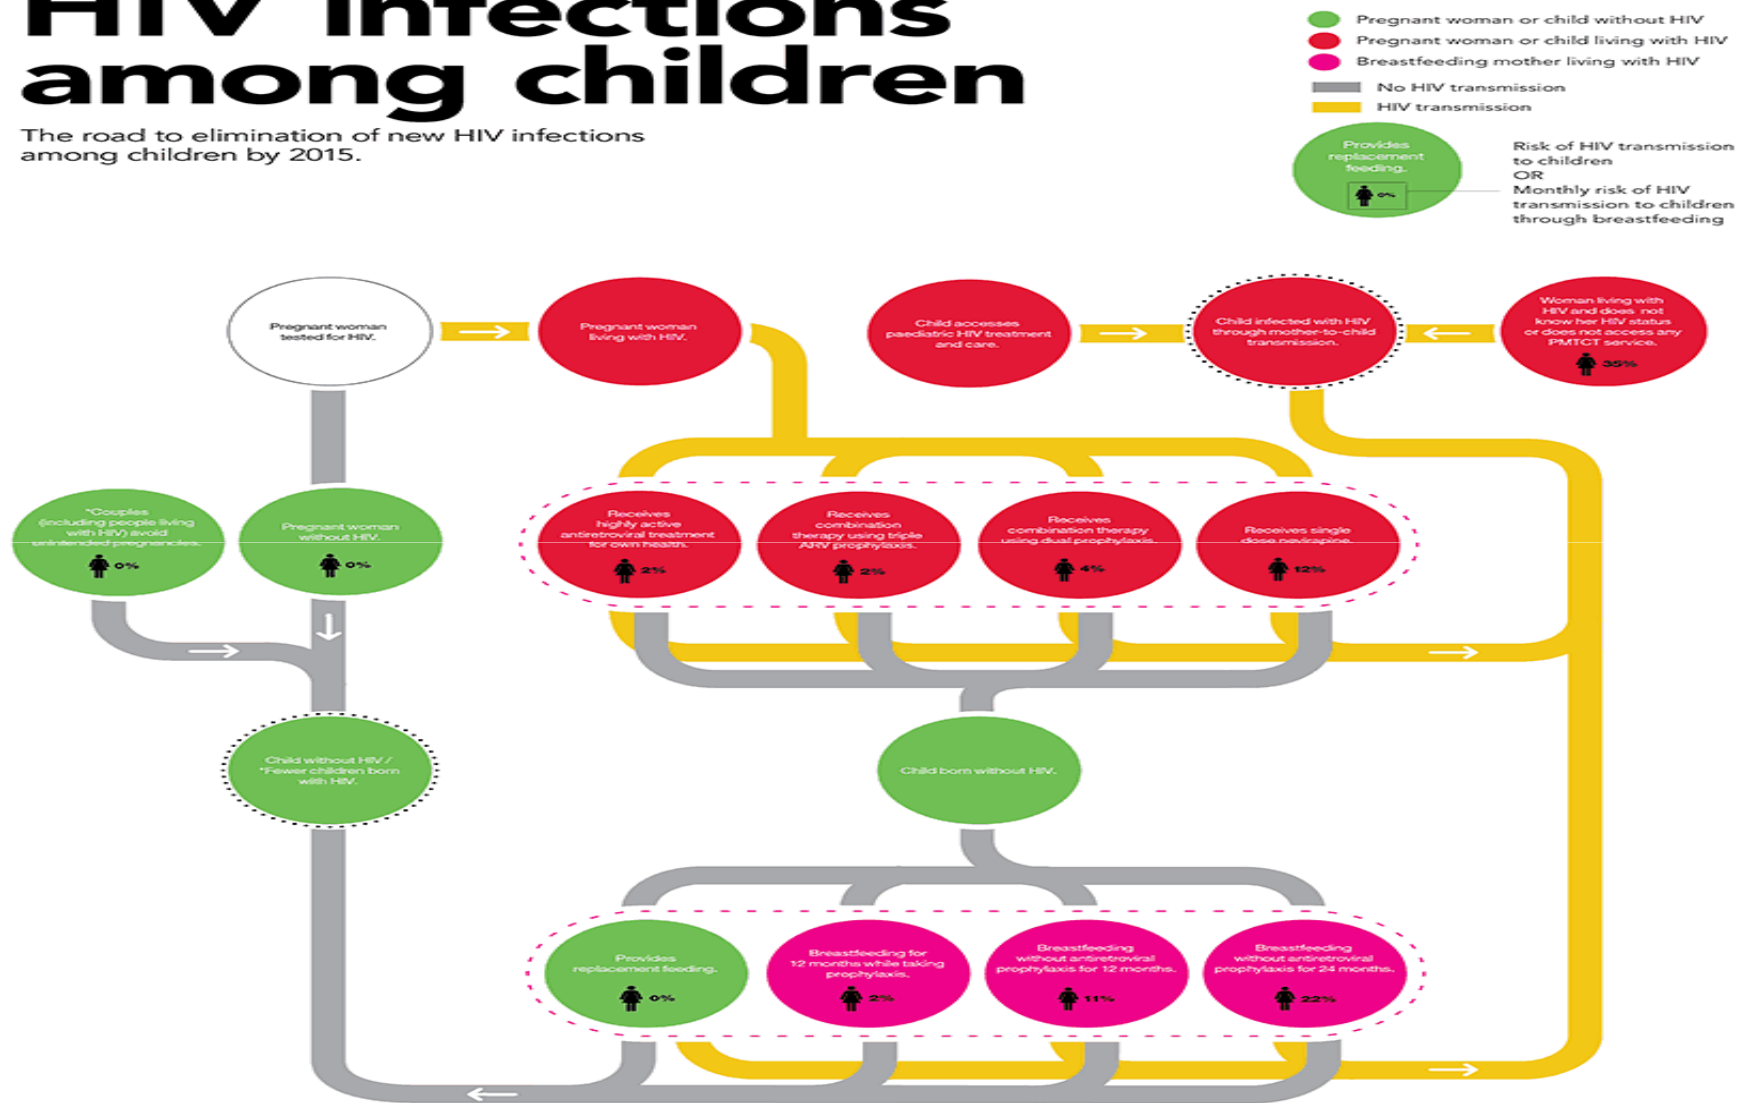 HIV infections
among children
The road to elimination of new HIV infections
among children by 2015.
Pregnant woman or child without HIV
Pregnant woman or child living with HIV
Breastfeeding mother living with HIV
No HIV transmission
HIV transmission
Provides
replacement
feeding.
0%
Risk of HIV transmission
to children
OR
Monthly risk of HIV
transmission to children
through breastfeeding
Pregnant woman
tested for HIV.
Pregnant woman
living with HIV.
Child accesses
paediatric HIV treatment
and care.
Child infected with HIV
through mother-to-child
transmission.
Woman living with
HIV and does not
know her HIV status
or does not access any
PMTCT service.
35%
*Couples
(including people living
with HIV) avoid
unintended pregnancies.
0%
Pregnant woman
without HIV.
0%
Receives
highly active
antiretroviral treatment
for own health.
2%
Receives
combination
therapy using triple
ARV prophylaxis.
2%
Receives
combination therapy
using dual prophylaxis.
4%
Receives single
dose nevirapine.
12%
Child without HIV /
*Fewer children born
with HIV.
Child born without HIV.
Provides
replacement feeding.
0%
Breastfeeding for
12 months while taking
prophylaxis.
2%
Breastfeeding
without antiretroviral
prophylaxis for 12 months.
11%
Breastfeeding
without antiretroviral
prophylaxis for 24 months.
22%